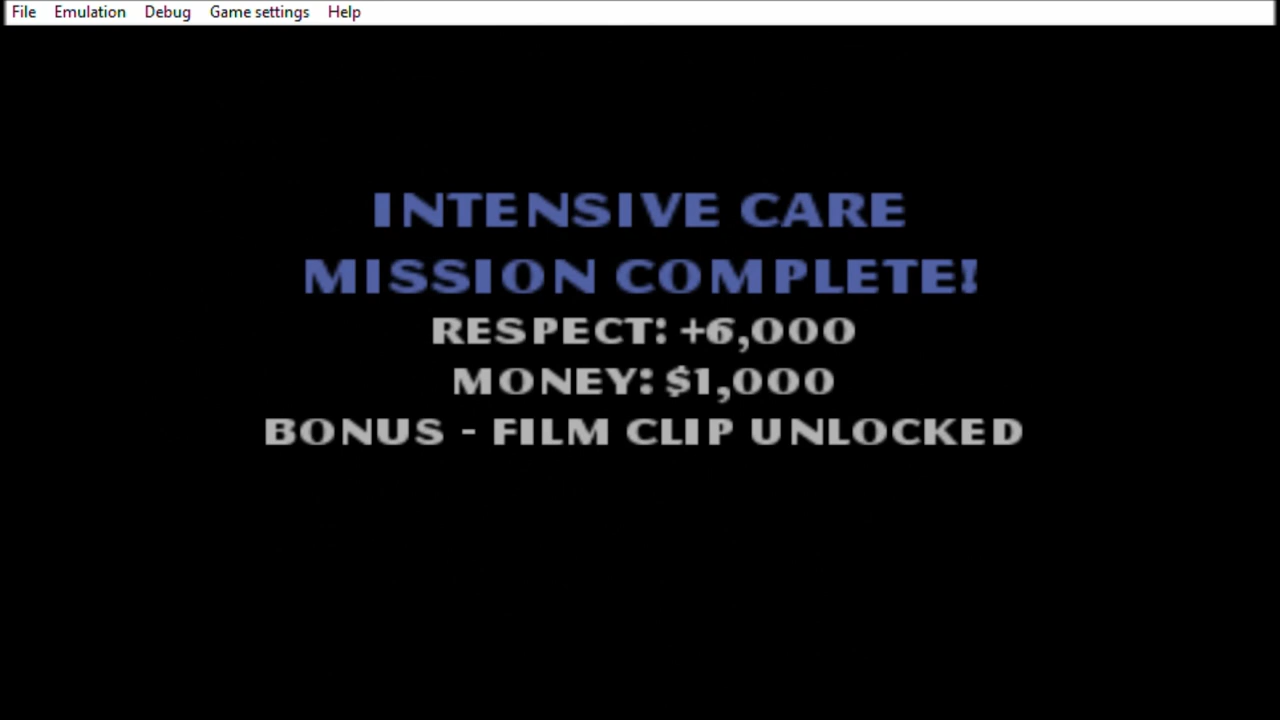 File Emulation Debug Game settings Help
INTENSIVE CARE
MISSION COMPLETE!
RESPECT: +6,000
MONEY: $1,000
BONUS - FILM CLIP UNLOCKED